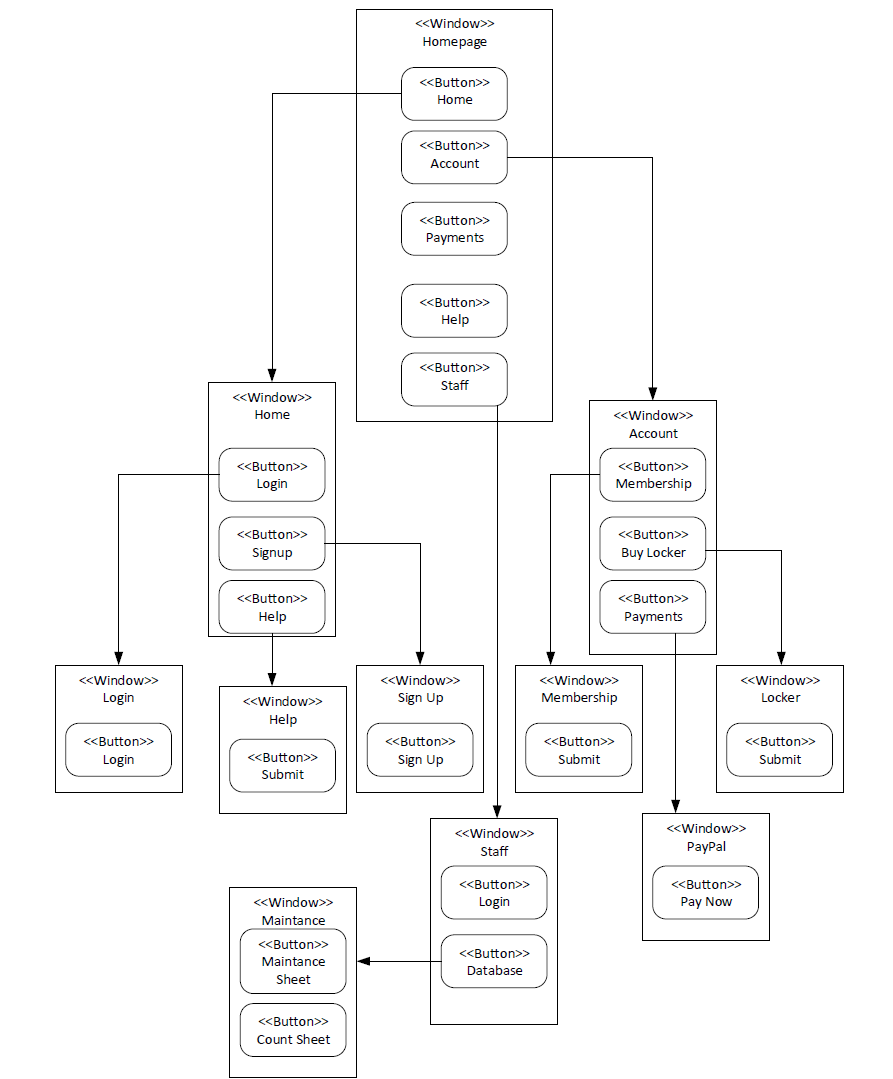 <<Window>>
Homepage
<<Button>>
Home
<<Button>>
Account
<<Button>>
Payments
<<Button>>
Help
<<Button>>
Staff
<<Window>>
Home
<<Button>>
Login
<<Button>>
Signup
<<Button>>
Help
<<Window>>
Account
<<Button>>
Membership
<<Button>>
Buy Locker
<<Button>>
Payments
<<Window>>
Login
<<Button>>
Login
<<Window>>
Help
<<Button>>
Submit
<<Window>>
Sign Up
<<Button>>
Sign Up
<<Window>>
Membership
<<Button>>
Submit
<<Window>>
Locker
<<Button>>
Submit
<<Window>>
Staff
<<Button>>
Login
<<Button>>
Database
<<Window>>
PayPal
<<Button>>
Pay Now
<<Window>>
Maintance
<<Button>>
Maintance
Sheet
<<Button>>
Count Sheet